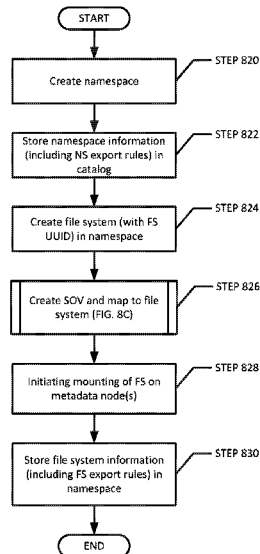 START
STEP 820
Create namespace
STEP 822
Store namespace information
(including NS export rules) in
catalog
STEP 824
Create file system (with FS
UUID) in namespace
STEP 826
Create SOV and map to file
system (FIG. 8C)
STEP 828
Initiating mounting of FS on
metadata node(s)
STEP 830
Store file system information
(including FS export rules) in
namespace
END